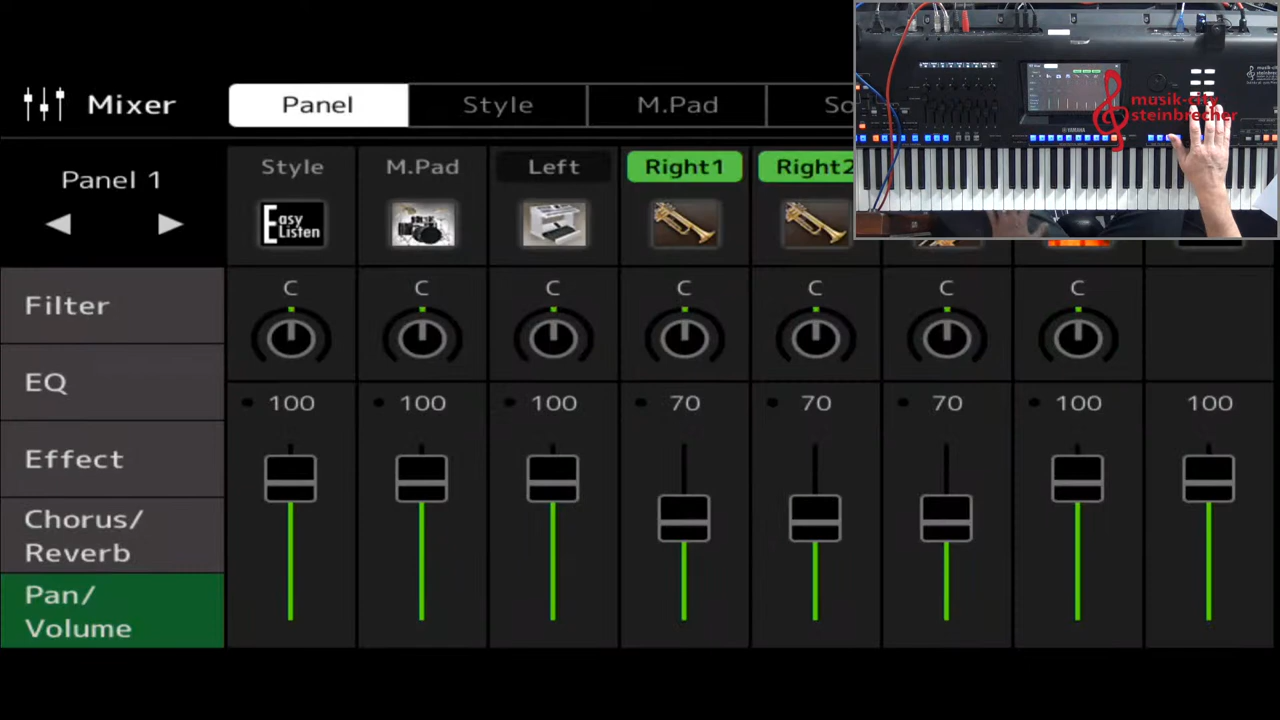 Mixer
Panel
Style
M.Pad
So
Panel 1
Style
M.Pad
Left
Right1
Right2
Easy
Listen
Filter
C
C
C
C
C
C
C
EQ
100
100
100
70
70
70
100
100
Effect
Chorus/
Reverb
Pan/
Volume
musik-city
steinbrecher
YAMAHA